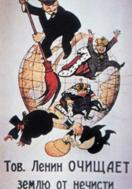 Тов. Ленин ОЧИЩАЕТ
землю от нечисти